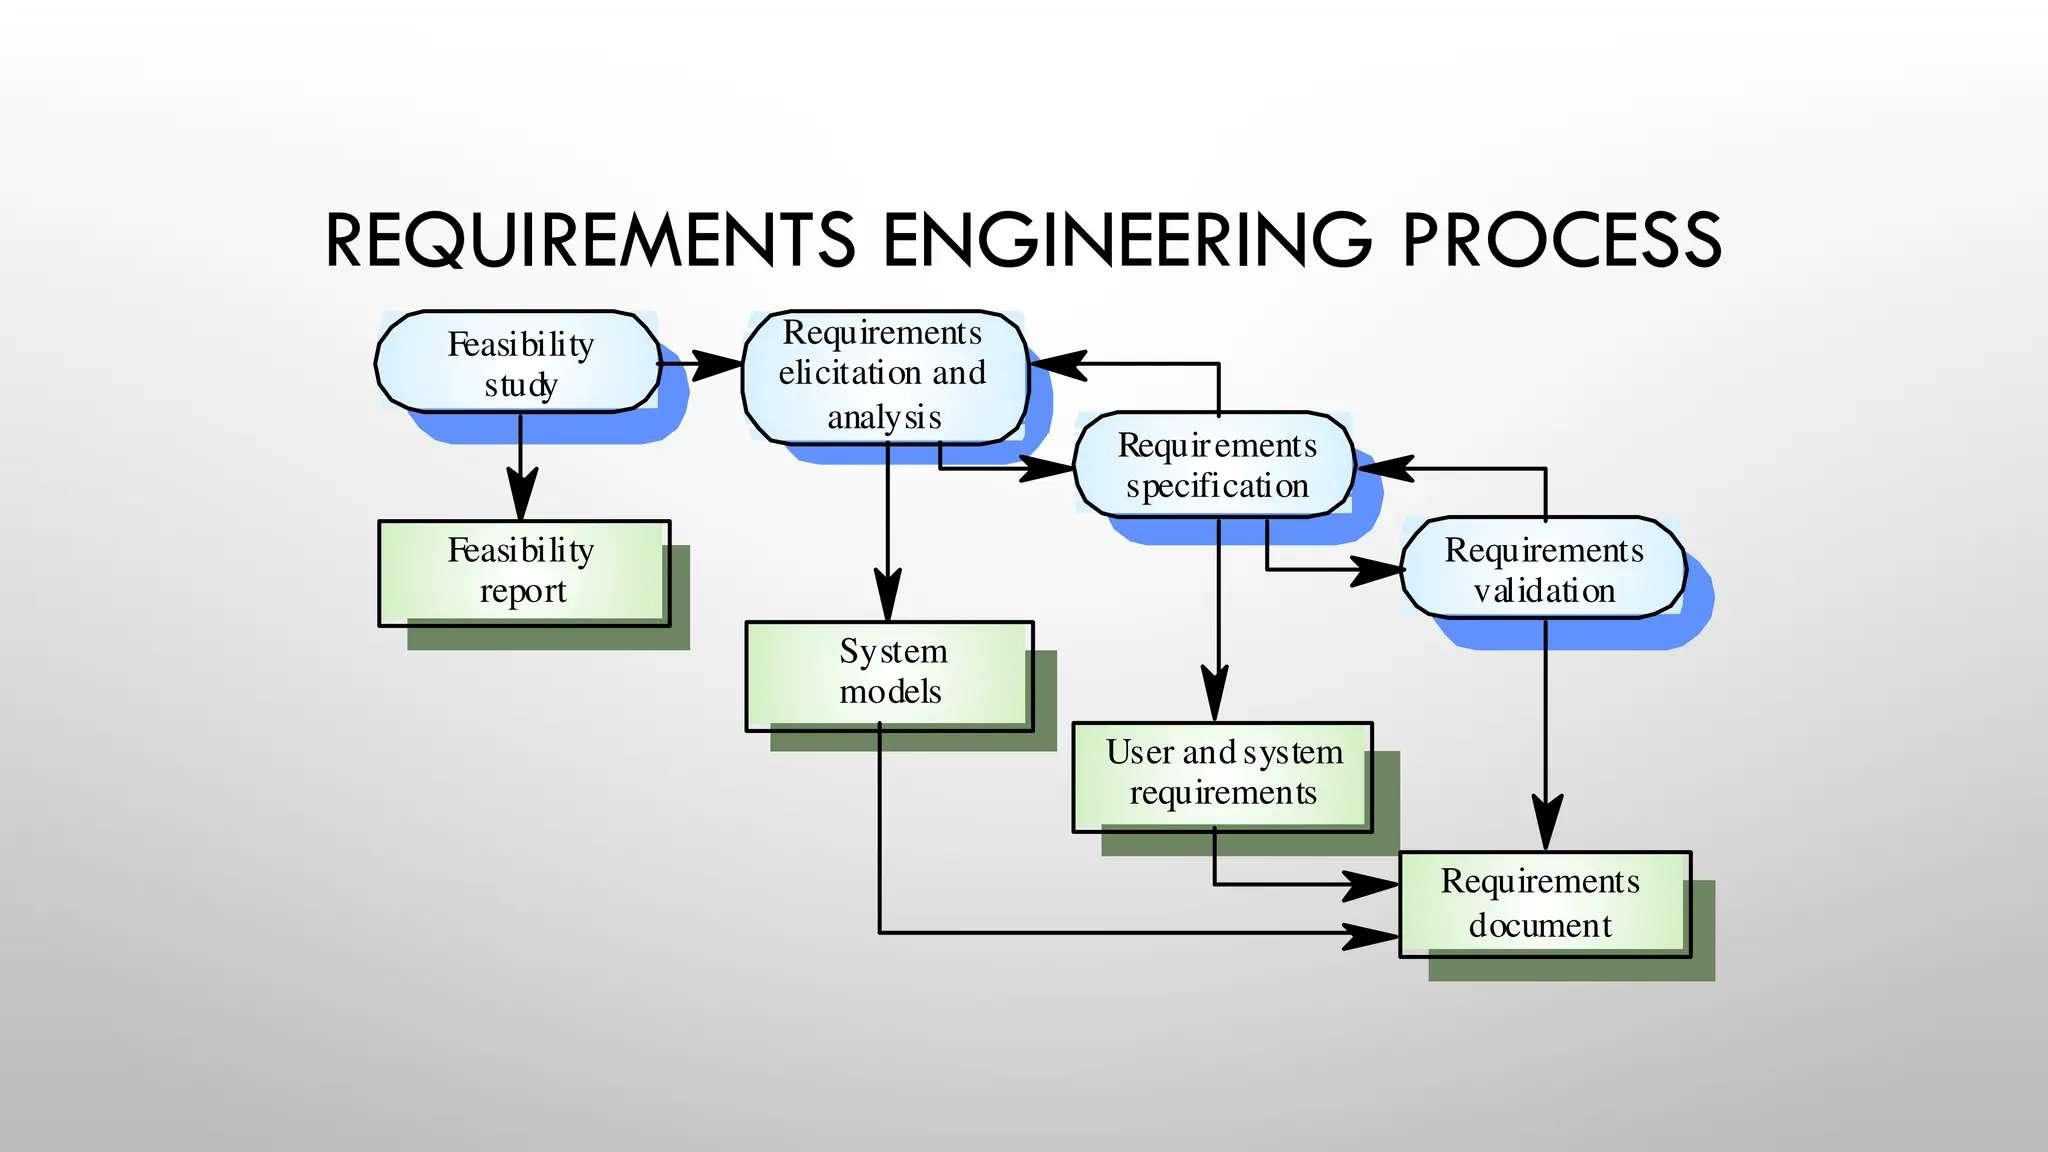 REQUIREMENTS ENGINEERING PROCESS
Feasibility
study
Requirements
elicitation and
analysis
Requirements
specification
Requirements
validation
Feasibility
report
System
models
User and system
requirements
Requirements
document